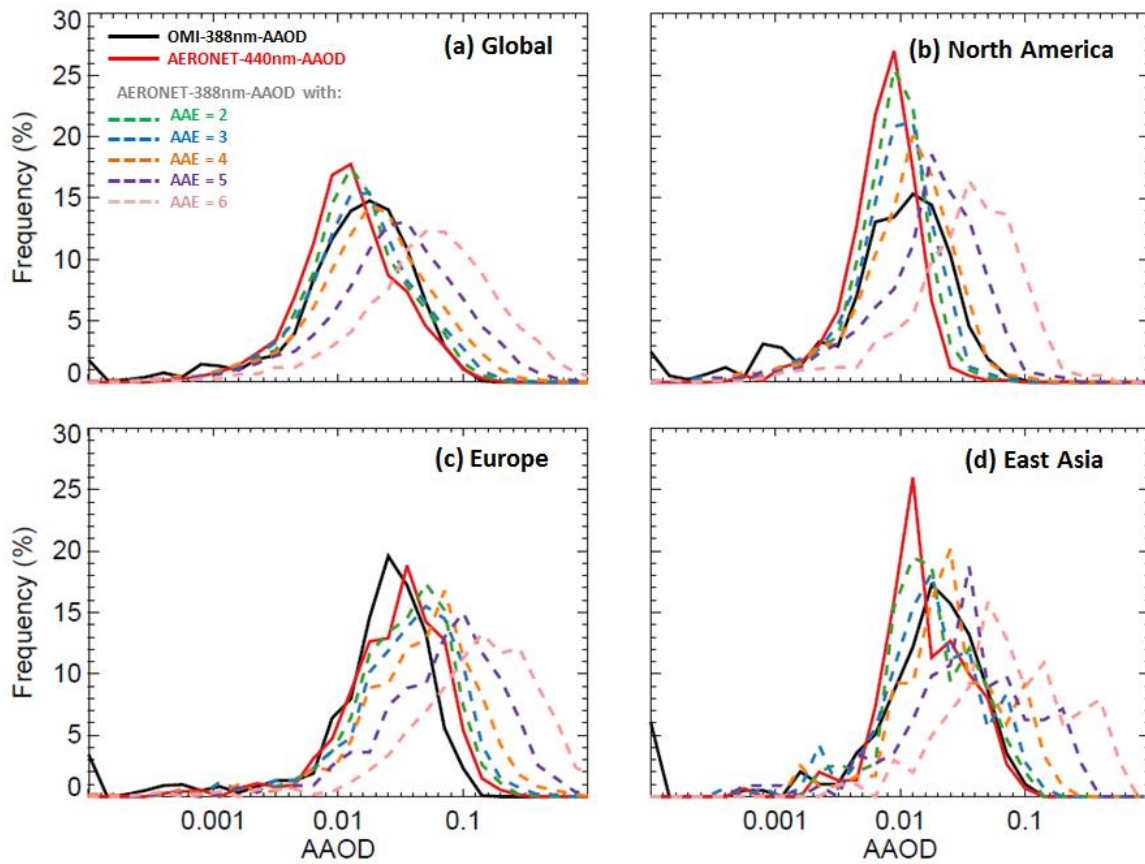 30
25
20
15
10
5
0
Frequency (%)
OMI-388nm-AAOD
AERONET-440nm-AAOD
AERONET-388nm-AAOD with:
AAE = 2
AAE = 3
AAE = 4
AAE = 5
AAE = 6
(a) Global
(b) North America
30
25
20
15
10
5
0
Frequency (%)
(c) Europe
(d) East Asia
0.001 0.01 0.1
AAOD
0.001 0.01 0.1
AAOD